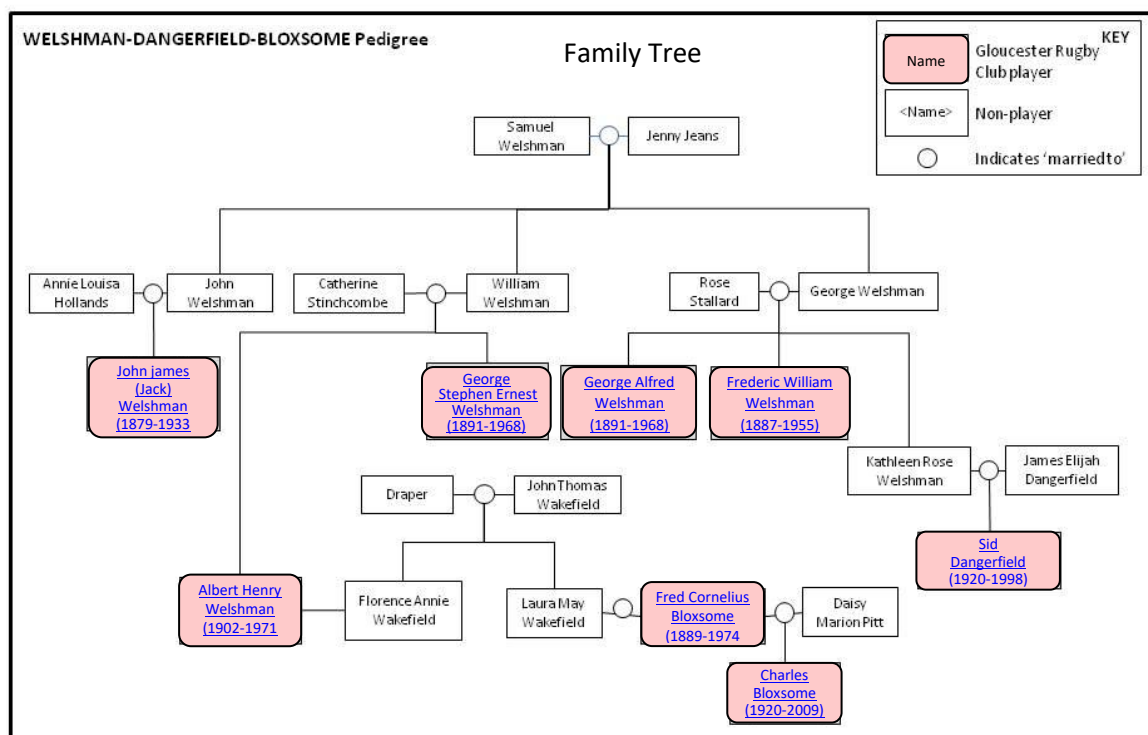 WELSHMAN-DANGERFIELD-BLOXSOME Pedigree
Family Tree
KEY
Name
Gloucester Rugby
Club player
<Name>
Non-player
Indicates 'married to'
Samuel
Welshman
Jenny Jeans
Annie Louisa
Hollands
John
Welshman
Catherine
Stinchcombe
William
Welshman
Rose
Stallard
George Welshman
John james
(Jack)
Welshman
(1879-1933
George
Stephen Ernest
Welshman
(1891-1968)
George Alfred
Welshman
(1891-1968)
Frederic William
Welshman
(1887-1955)
Kathleen Rose
Welshman
James Elijah
Dangerfield
Draper
John Thomas
Wakefield
Sid
Dangerfield
(1920-1998)
Albert Henry
Welshman
(1902-1971
Florence Annie
Wakefield
Laura May
Wakefield
Fred Cornelius
Bloxsome
(1889-1974
Daisy
Marion Pitt
Charles
Bloxsome
(1920-2009)